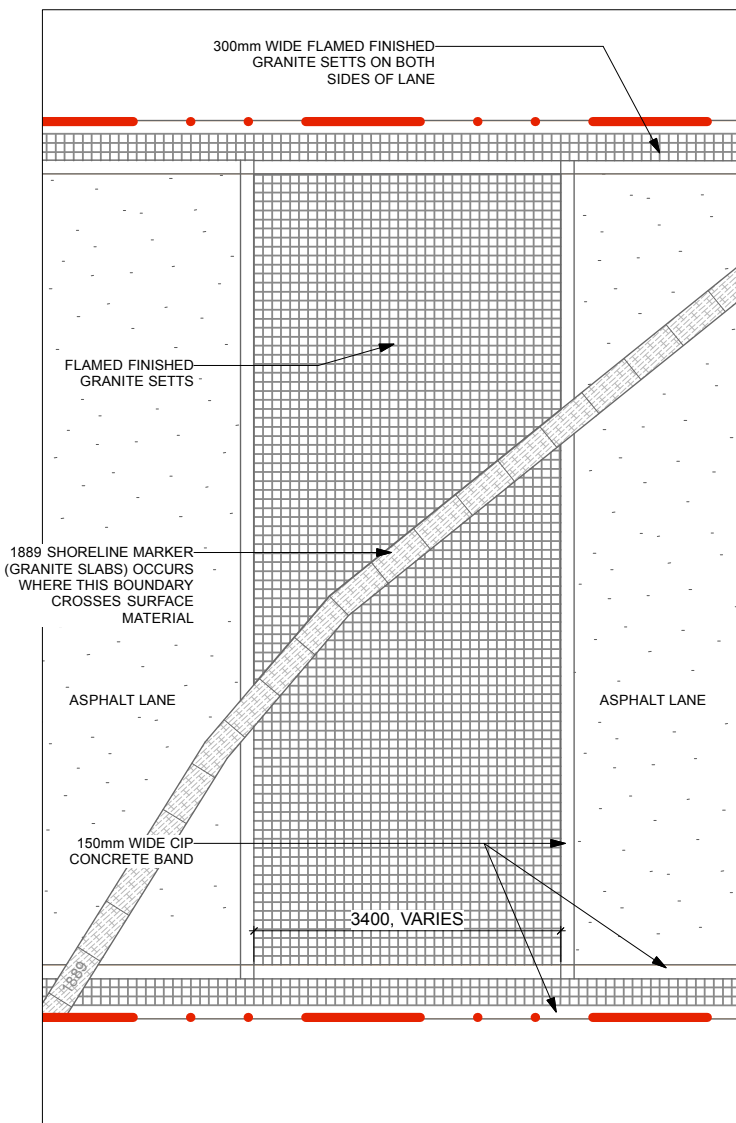 300mm WIDE FLAMED FINISHED
GRANITE SETTS ON BOTH
SIDES OF LANE
FLAMED FINISHED
GRANITE SETTS
1889 SHORELINE MARKER
(GRANITE SLABS) OCCURS
WHERE THIS BOUNDARY
CROSSES SURFACE
MATERIAL
ASPHALT LANE
ASPHALT LANE
150mm WIDE CIP
CONCRETE BAND
3400, VARIES
1889